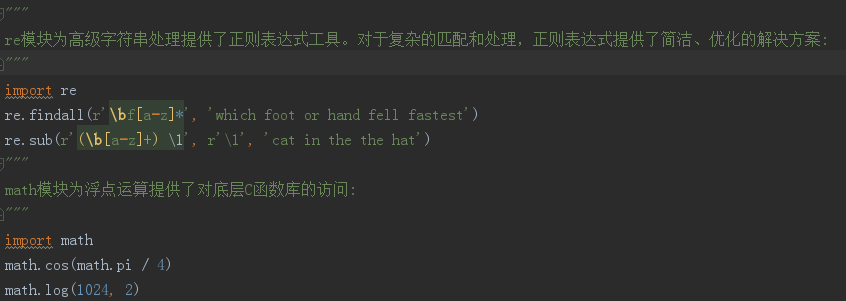 """
re模块为高级字符串处理提供了正则表达式工具。对于复杂的匹配和处理，正则表达式提供了简洁、优化的解决方案:
"""
import re
re.findall(r'\bf[a-z]*', 'which foot or hand fell fastest')
re.sub(r'(\b[a-z]+) \1', r'\1', 'cat in the the hat')
"""
math模块为浮点运算提供了对底层C函数库的访问:
"""
import math
math.cos(math.pi / 4)
math.log(1024, 2)